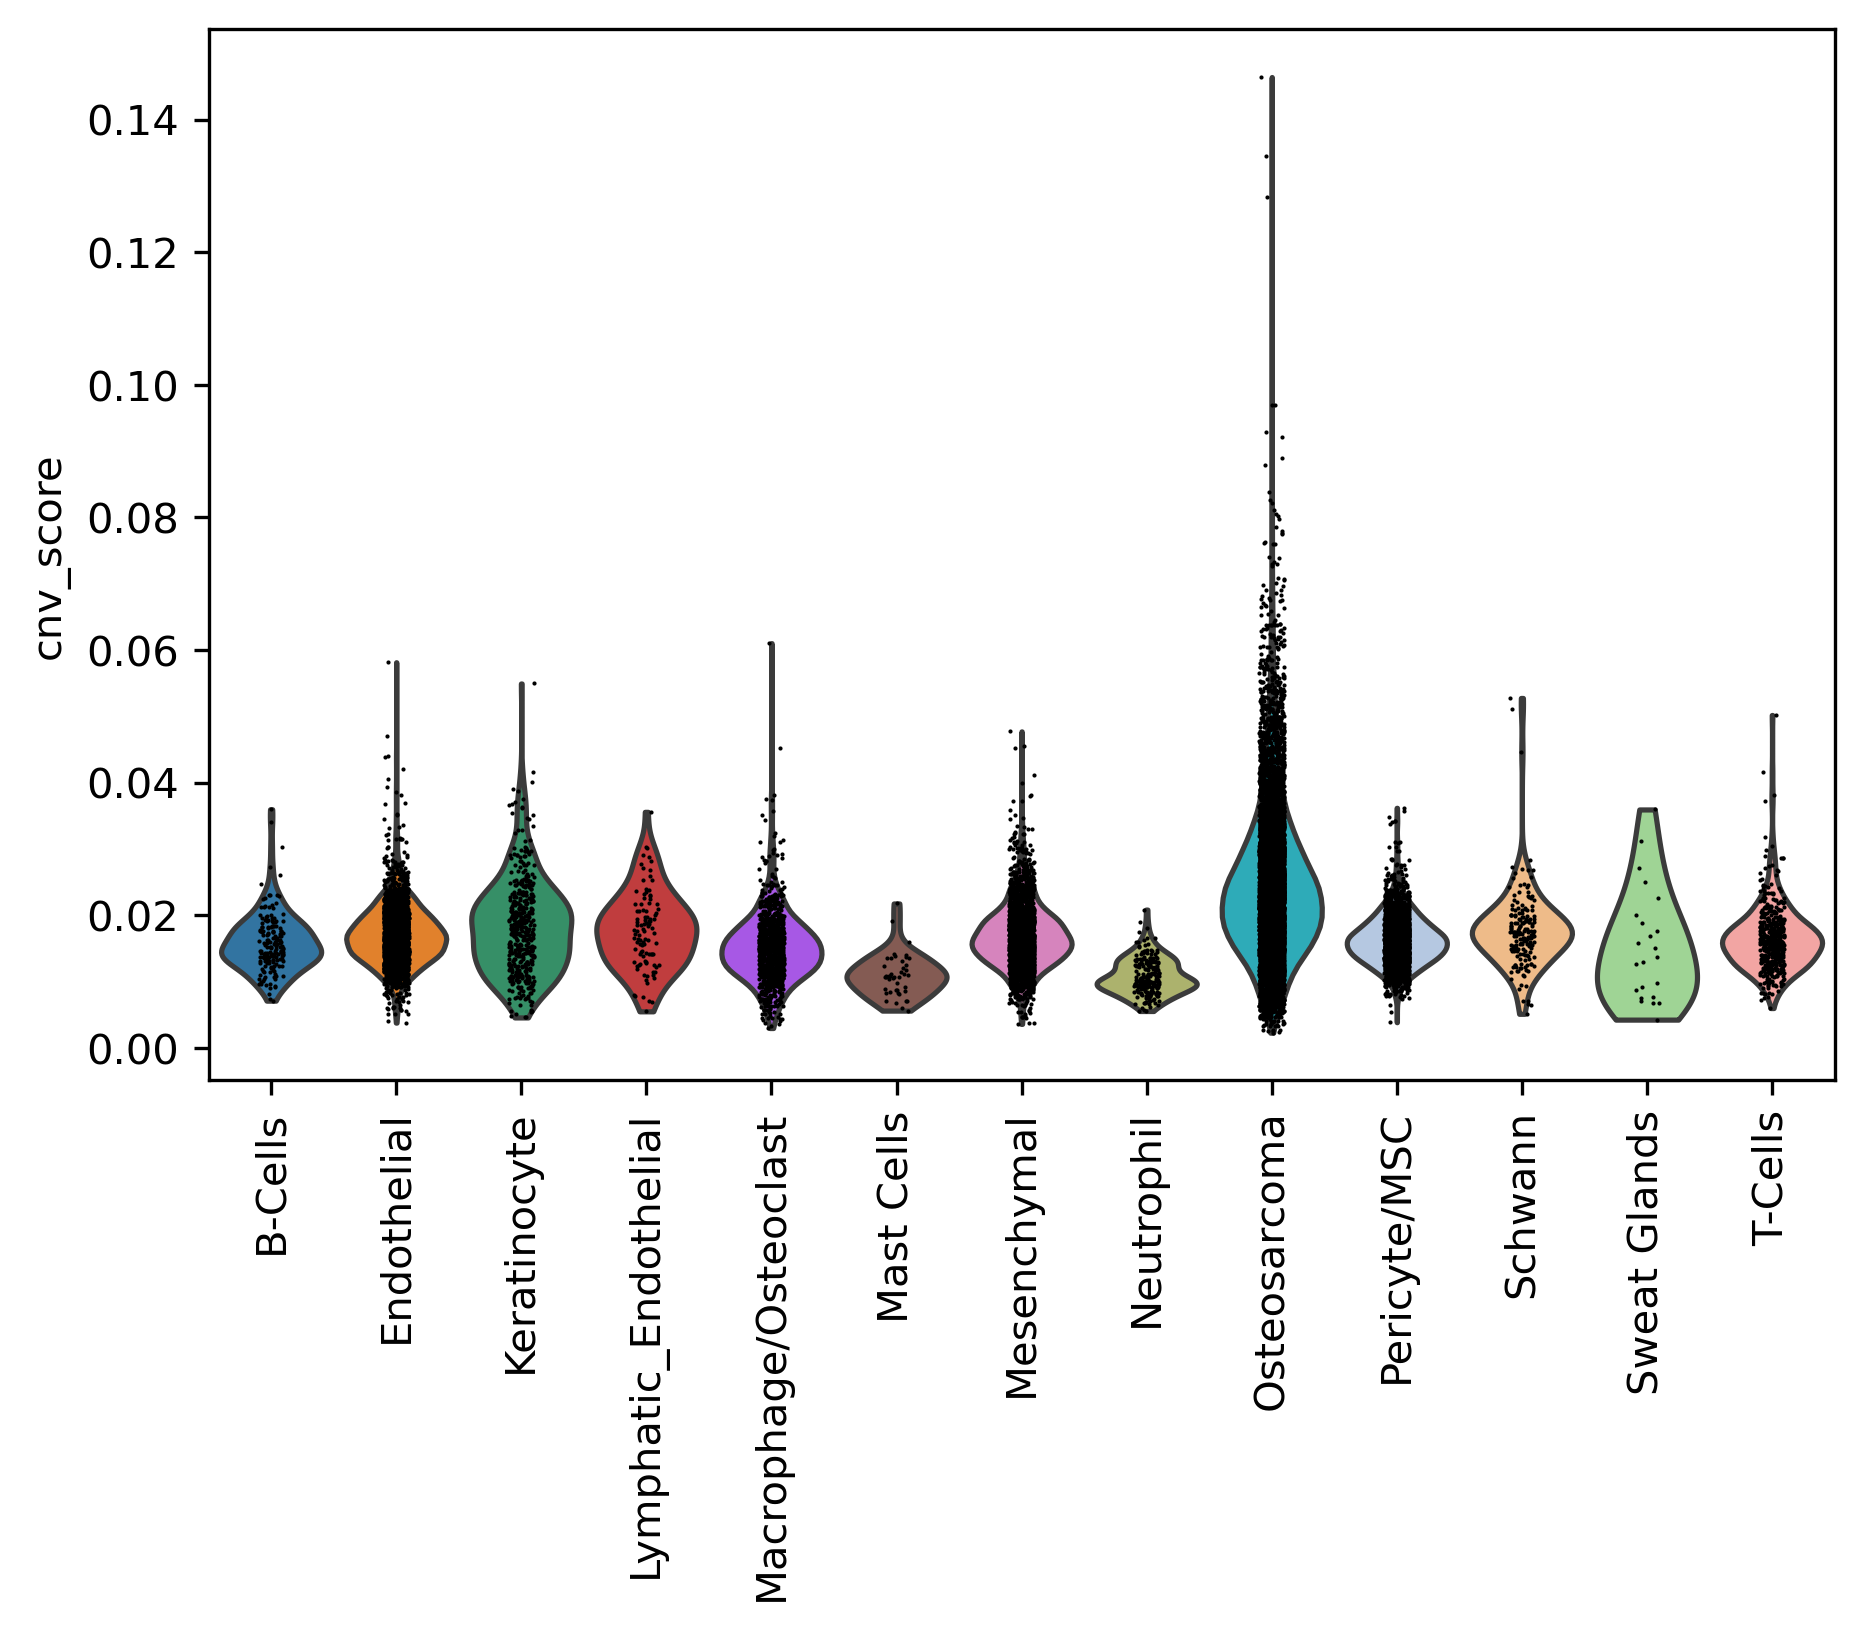 cnv_score
0.14
0.12
0.10
0.08
0.06
0.04
0.02
0.00
B-Cells
Endothelial
Keratinocyte
Lymphatic_Endothelial
Macrophage/Osteoclast
Mast Cells
Mesenchymal
Neutrophil
Osteosarcoma
Pericyte/MSC
Schwann
Sweat Glands
T-Cells